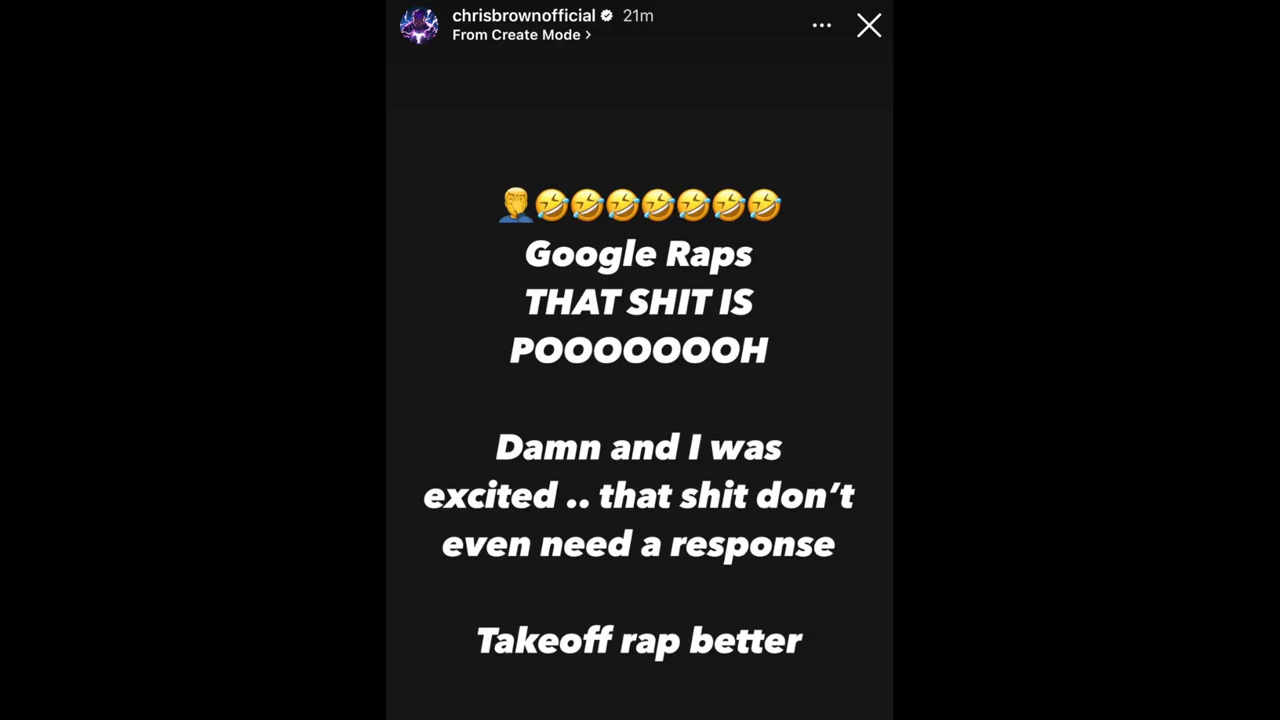 chrisbrownofficial 21m
From Create Mode >
🤦‍♂️🤣🤣🤣🤣🤣🤣🤣
Google Raps
THAT SHIT IS
POOOOOOOH
Damn and I was
excited .. that shit don’t
even need a response
Takeoff rap better